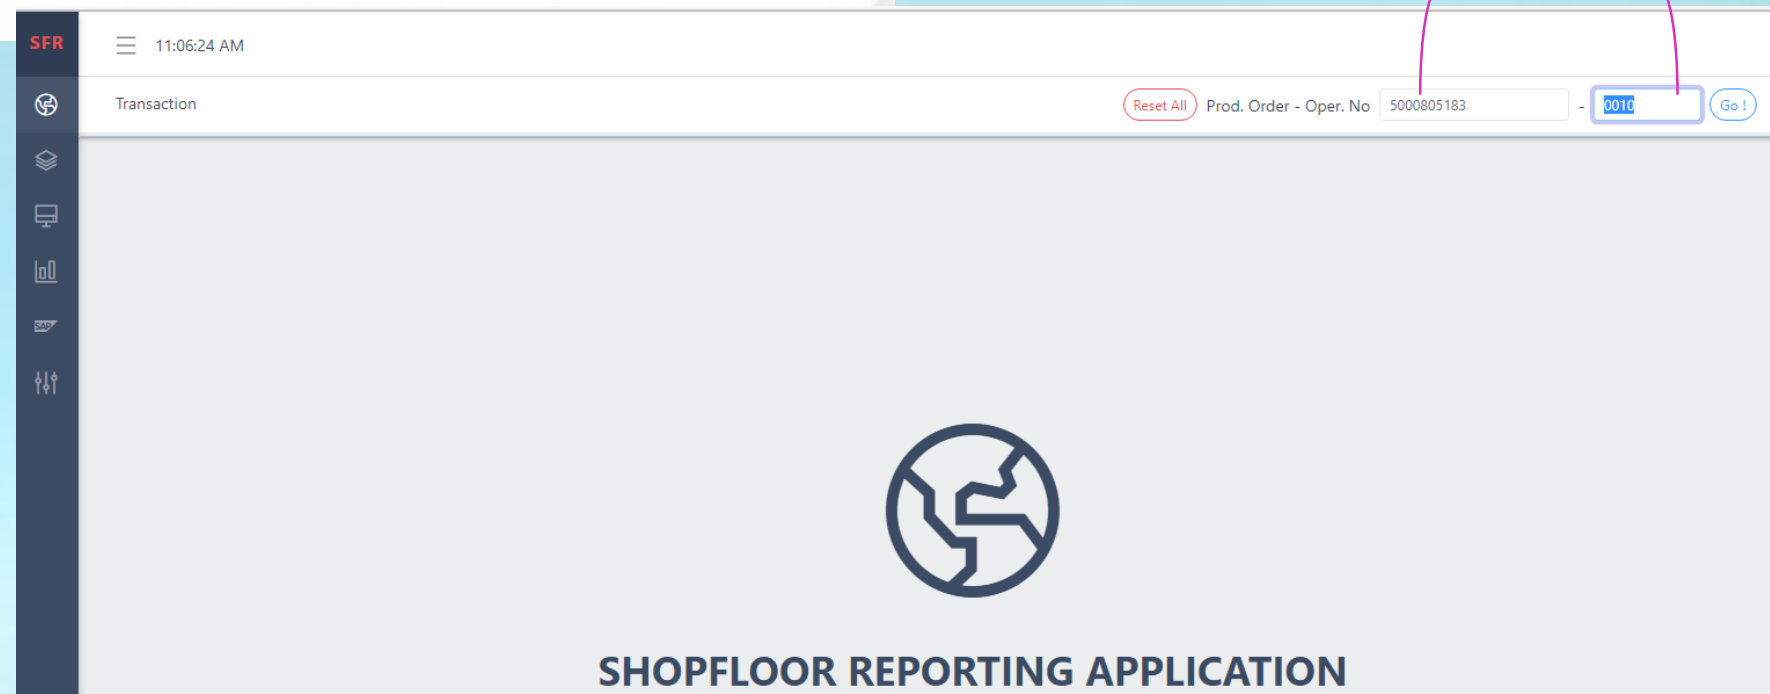 SFR
11:06:24 AM
Transaction
Reset All Prod. Order - Oper. No 5000805183 - 0010 Go !
SAP
SHOPFLOOR REPORTING APPLICATION